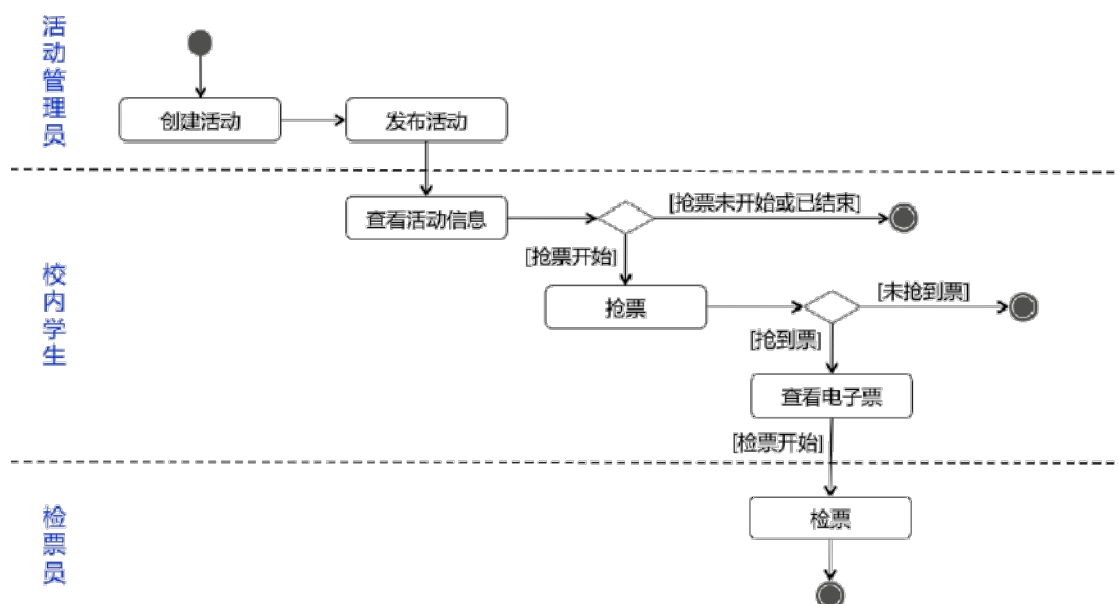 活动管理员
创建活动
发布活动
校内学生
查看活动信息
[抢票未开始或已结束]
[抢票开始]
抢票
[未抢到票]
[抢到票]
查看电子票
[检票开始]
检票员
检票